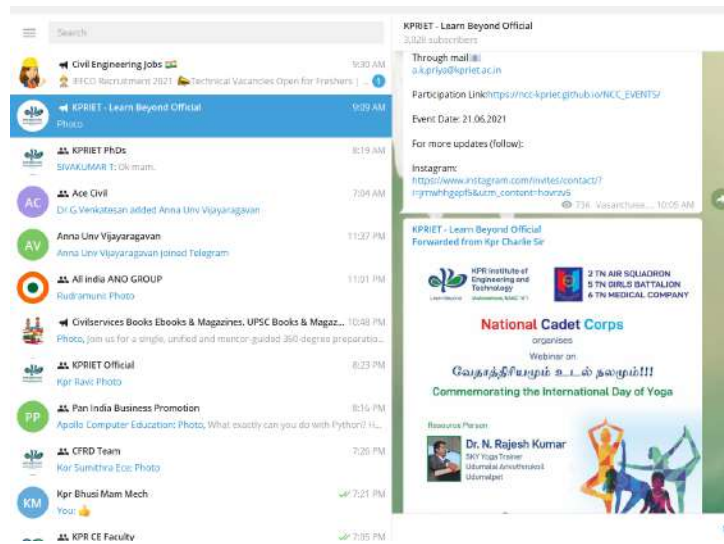 Search
Civil Engineering Jobs
9:30 AM
IFFCO Recruitment 2021 Technical Vacancies Open for Freshers | ...
1
KPRIET - Learn Beyond Official
9:09 AM
Photo
KPRIET PhDs
8:19 AM
SIVAKUMAR T: Ok mam.
AC
Ace Civil
7:04 AM
Dr G Venkatesan added Anna Unv Vijayaragavan
AV
Anna Unv Vijayaragavan
11:37 PM
Anna Unv Vijayaragavan joined Telegram
All india ANO GROUP
11:01 PM
Rudramuni: Photo
Civilservices Books Ebooks & Magazines, UPSC Books & Magaz...
10:48 PM
Photo, Join us for a single, unified and mentor-guided 360 degree preparatio...
KPRIET Official
8:23 PM
Kpr Ravi: Photo
PP
Pan India Business Promotion
8:16 PM
Apollo Computer Education: Photo, What exactly can you do with Python? H...
CFRD Team
7:26 PM
Kpr Sumithra Ece: Photo
KM
Kpr Bhusi Mam Mech
7:21 PM
You:
KPR CE Faculty
7:05 PM
KPRIET - Learn Beyond Official
3,028 subscribers
Through mail
a.k.priya@kpriet.ac.in
Participation Link:https://ncc-kpriet.github.io/NCC_EVENTS/
Event Date: 21.06.2021
For more updates (follow):
Instagram:
https://www.instagram.com/invites/contact/?
736 10:05 AM
KPRIET - Learn Beyond Official
Forwarded from Kpr Charlie Sir
KPR Institute of
Engineering and
Technology
Learn Beyond
2 TN AIR SQUADRON
5 TN GIRLS BATTALION
6 TN MEDICAL COMPANY
National Cadet Corps
organises
Webinar on
வேதாத்திரியமும் உடல் நலமும்!!!
Commemorating the International Day of Yoga
Resource Person
Dr. N. Rajesh Kumar
SKY Yoga Trainer
Udumalpet